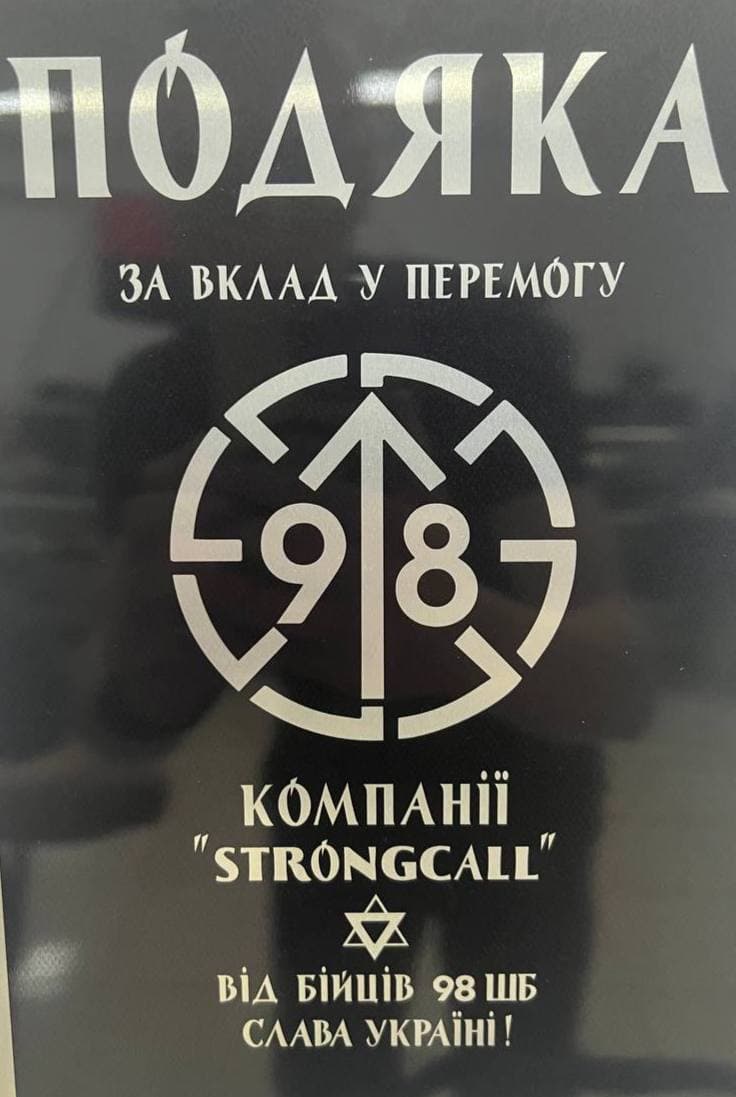 ПОДЯКА
ЗА ВКЛАД У ПЕРЕМОГУ
98
КОМПАНІЇ
"STRONGCALL"
ВІД БІЙЦІВ 98 ШБ
СЛАВА УКРАЇНІ!